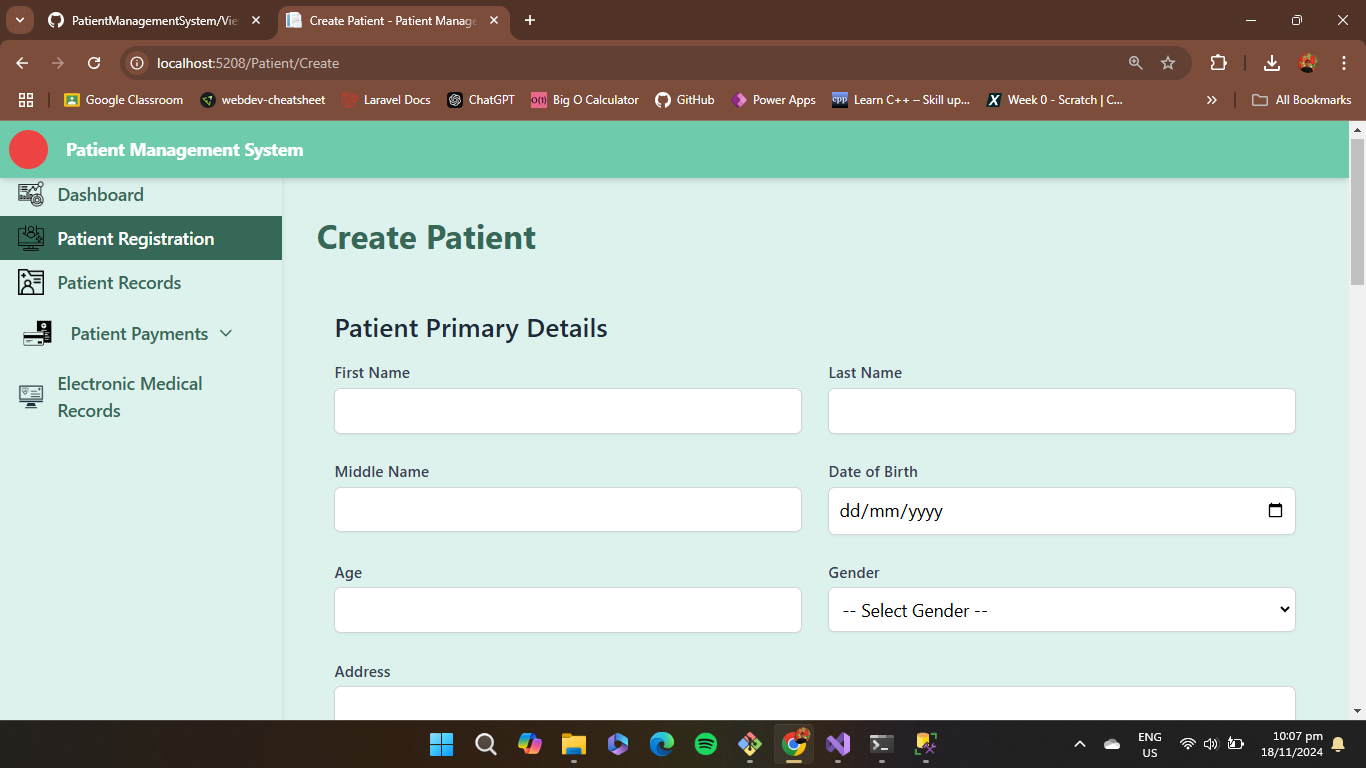 PatientManagementSystem/Vie
Create Patient - Patient Manage
localhost:5208/Patient/Create
Google Classroom
webdev-cheatsheet
Laravel Docs
ChatGPT
O(1)
Big O Calculator
GitHub
Power Apps
cpp
Learn C++ – Skill up...
X
Week 0 - Scratch | C...
»
All Bookmarks
Patient Management System
Dashboard
Patient Registration
Patient Records
Patient Payments
Electronic Medical
Records
Create Patient
Patient Primary Details
First Name
Last Name
Middle Name
Date of Birth
dd/mm/yyyy
Age
Gender
-- Select Gender --
Address
ENG
US
10:07 pm
18/11/2024